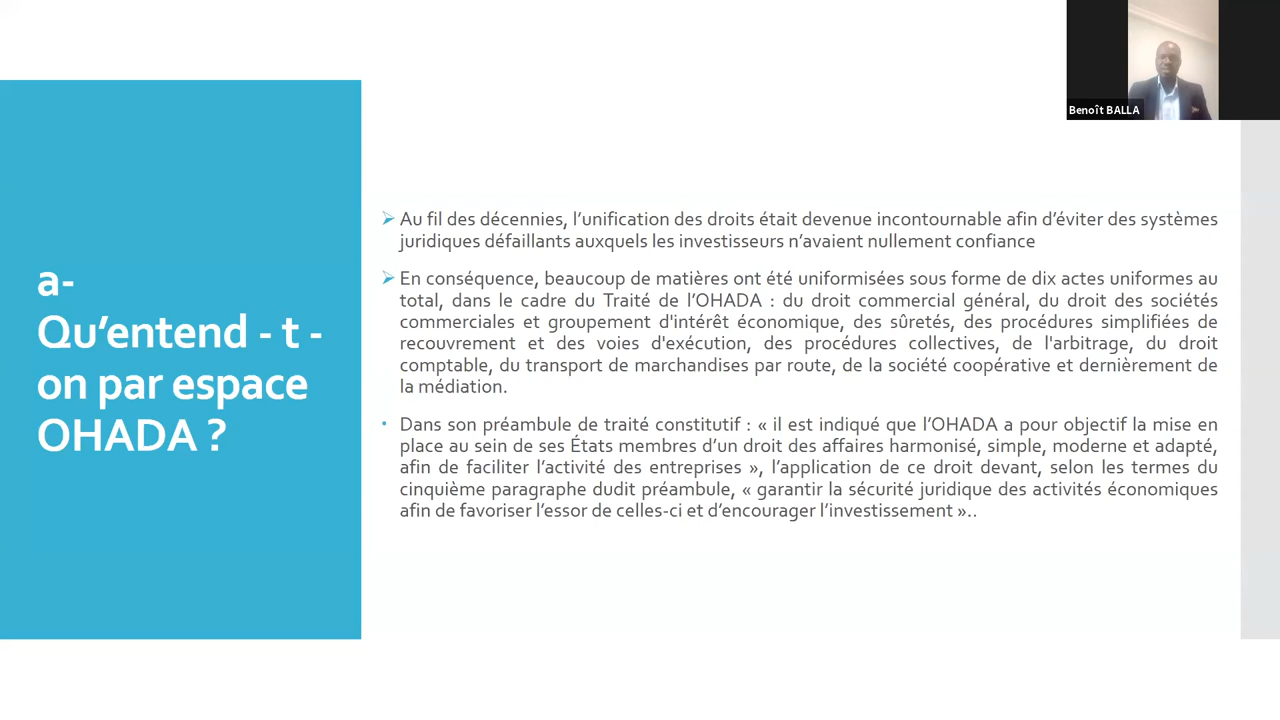 Benoît BALLA
a-
Qu’entend - t -
on par espace
OHADA ?
➢ Au fil des décennies, l’unification des droits était devenue incontournable afin d’éviter des systèmes
juridiques défaillants auxquels les investisseurs n’avaient nullement confiance
➢ En conséquence, beaucoup de matières ont été uniformisées sous forme de dix actes uniformes au
total, dans le cadre du Traité de l’OHADA : du droit commercial général, du droit des sociétés
commerciales et groupement d'intérêt économique, des sûretés, des procédures simplifiées de
recouvrement et des voies d'exécution, des procédures collectives, de l'arbitrage, du droit
comptable, du transport de marchandises par route, de la société coopérative et dernièrement de
la médiation.
• Dans son préambule de traité constitutif : « il est indiqué que l’OHADA a pour objectif la mise en
place au sein de ses États membres d’un droit des affaires harmonisé, simple, moderne et adapté,
afin de faciliter l’activité des entreprises », l’application de ce droit devant, selon les termes du
cinquième paragraphe dudit préambule, « garantir la sécurité juridique des activités économiques
afin de favoriser l’essor de celles-ci et d’encourager l’investissement »..